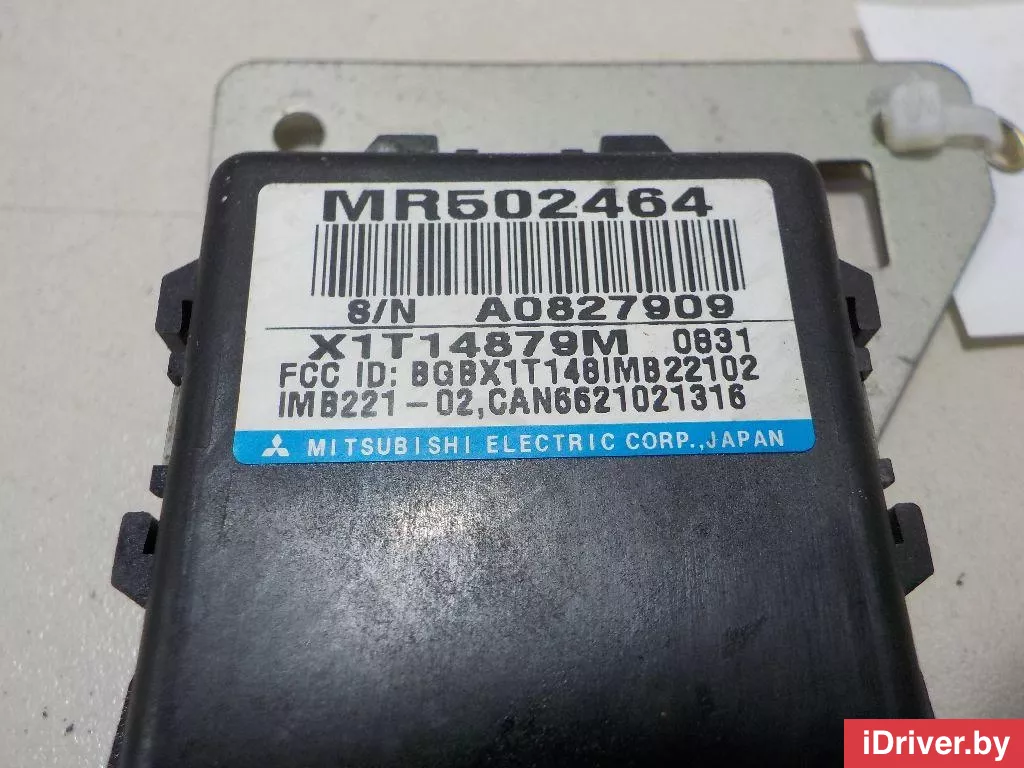 MR502464
S/N A0827909
X1T14879M 0831
FCC ID: BGBX1T148IMB22102
IMB221-02,CAN6621021316
MITSUBISHI ELECTRIC CORP.,JAPAN
iDriver.by